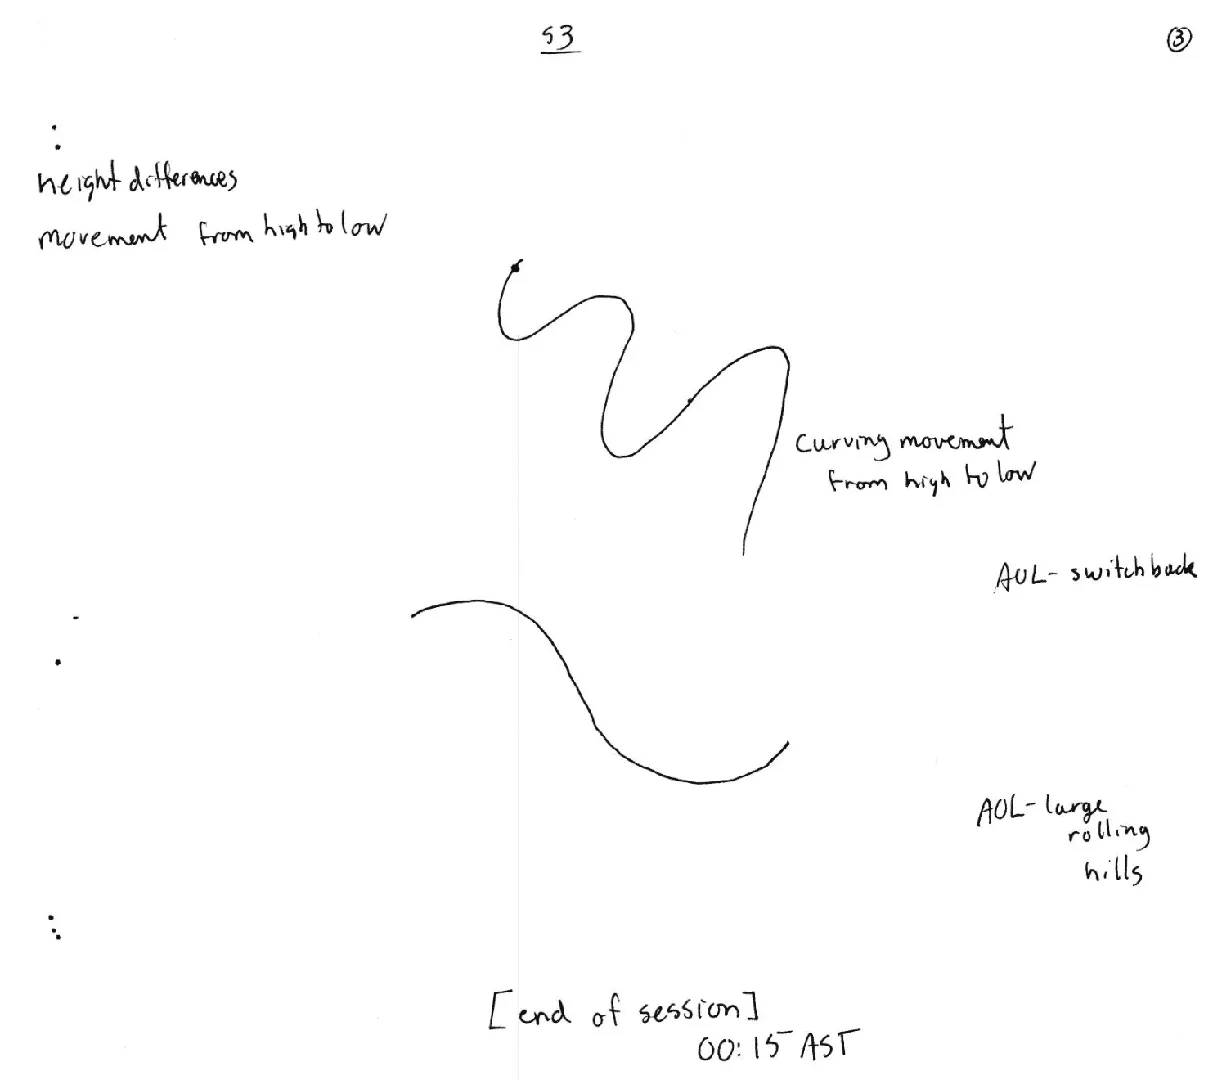 S3
3
height differences
movement from high to low
curving movement
from high to low
AOL- switchback
AOL- large
rolling
hills
[end of session]
00:15 AST